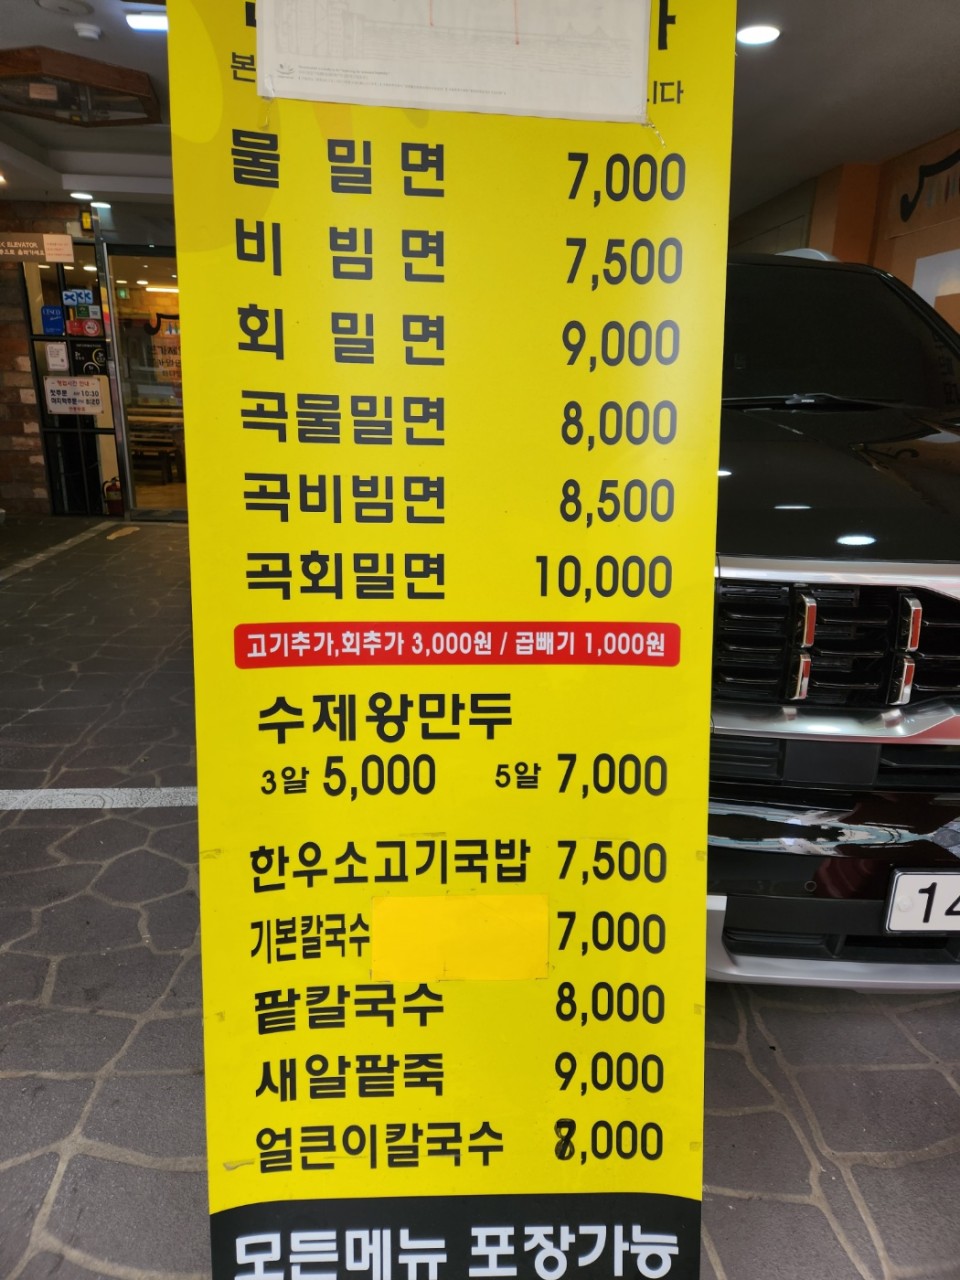 물 밀 면 7,000
비 빔 면 7,500
회 밀 면 9,000
곡물밀면 8,000
곡비빔면 8,500
곡회밀면 10,000
고기추가,회추가 3,000원 / 곱빼기 1,000원
수제왕만두
3알 5,000 5알 7,000
한우소고기국밥 7,500
기본칼국수 7,000
팥칼국수 8,000
새알팥죽 9,000
얼큰이칼국수 8,000
모든메뉴 포장가능
ELEVATOR
10:30
14